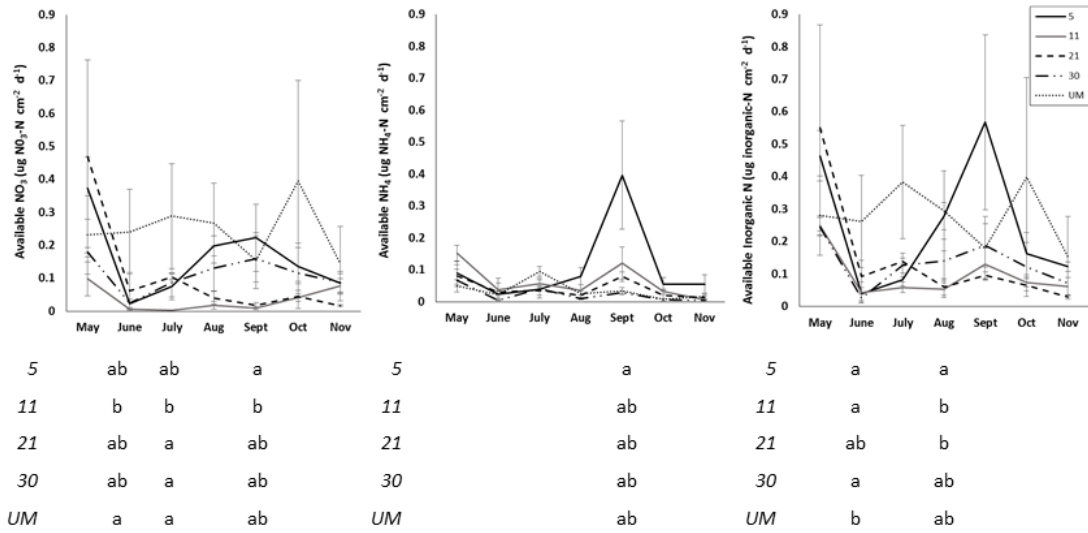 Available NO3 (ug N03-N cm-2 d-1)
0.9
0.8
0.7
0.6
0.5
0.4
0.3
0.2
0.1
0
May June July Aug Sept Oct Nov
Available NH4 (ug NH4-N cm-2 d-1)
0.9
0.8
0.7
0.6
0.5
0.4
0.3
0.2
0.1
0
May June July Aug Sept Oct Nov
Available Inorganic N (ug inorganic-N cm-2 d-1)
0.9
0.8
0.7
0.6
0.5
0.4
0.3
0.2
0.1
0
May June July Aug Sept Oct Nov
5
11
21
30
UM
5 ab ab a 5 a a a
11 b b b 11 ab a b
21 ab a ab 21 ab ab b
30 ab a ab 30 ab a ab
UM a a ab UM ab b ab